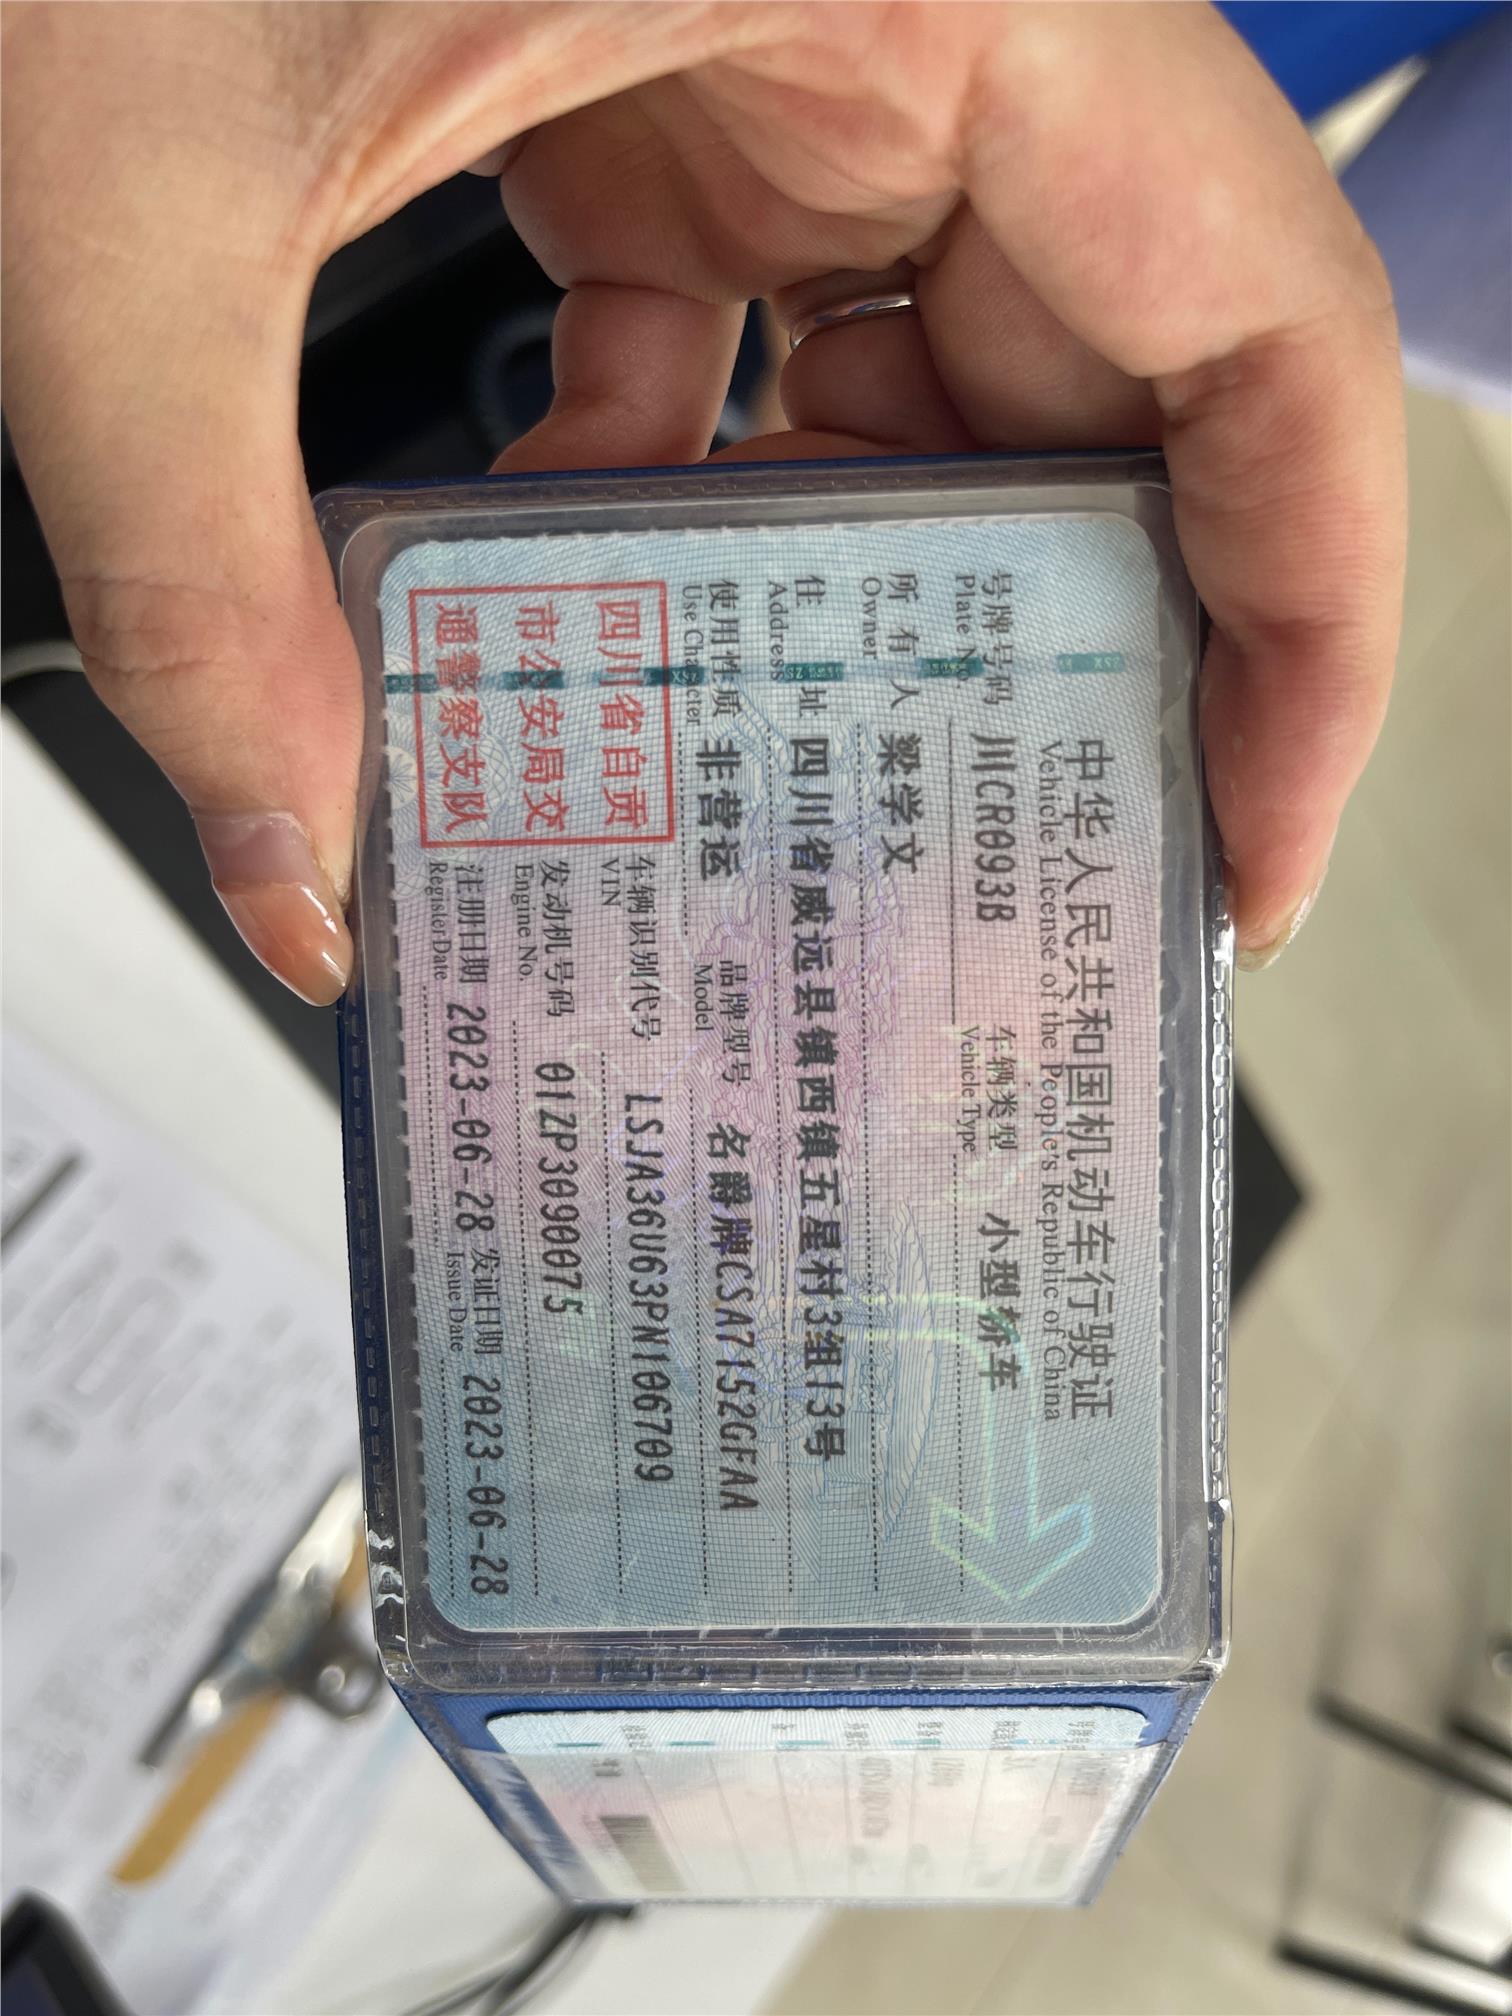 中华人民共和国机动车行驶证
Vehicle License of the People's Republic of China
号牌号码 川CR093B 车辆类型 小型轿车
Plate No. Vehicle Type
所有人 梁学文
Owner
住址 四川省威远县镇西镇五星村3组13号
Address
使用性质 非营运 品牌型号 名爵牌CSA7152GFAA
Use Character Model
四川省自贡
市公安局交
通警察支队
车辆识别代号 LSJA36U63PN106709
VIN
发动机号码 01ZP3090075
Engine No.
注册日期 2023-06-28 发证日期 2023-06-28
Register Date Issue Date